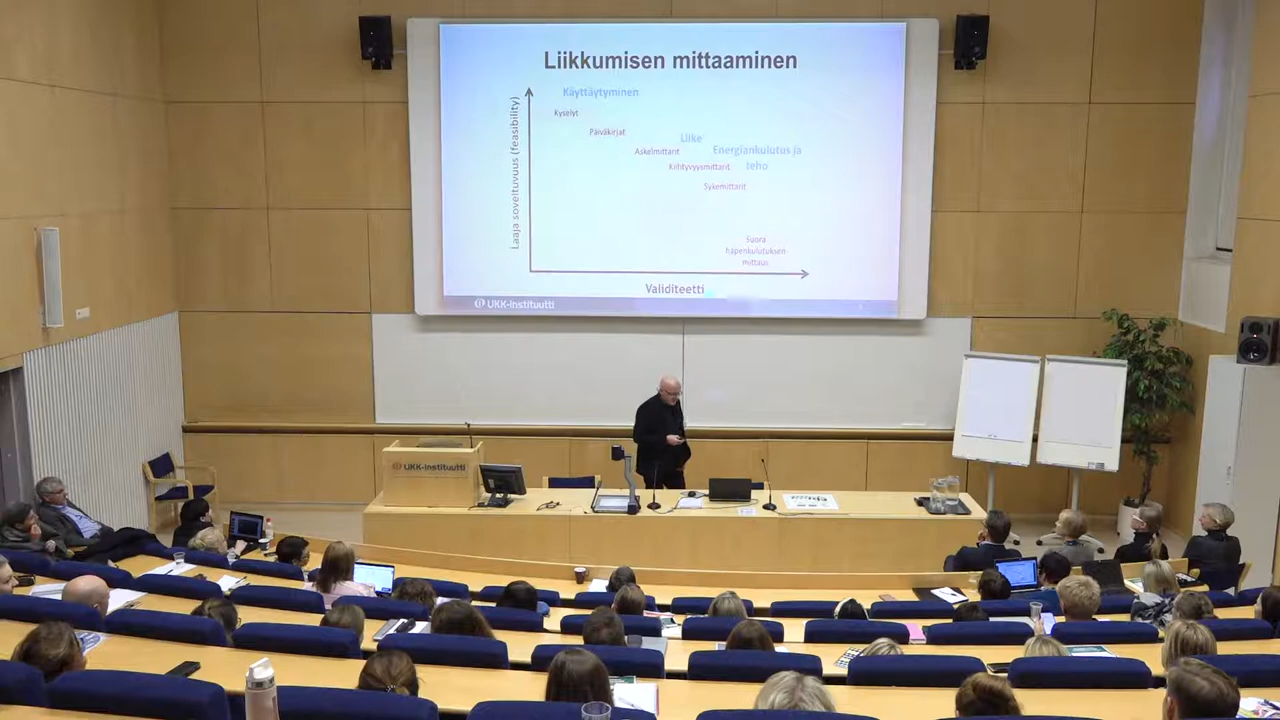 Liikkumisen mittaaminen
Laaja soveltuvuus (feasibility)
Käyttäytyminen
Kyselyt
Päiväkirjat
Liike
Askelmittarit
Energiankulutus ja
teho
Kiihtyvyysmittarit
Sykemittarit
Suora
hapenkulutuksen
mittaus
Validiteetti
UKK-instituutti
UKK-instituutti